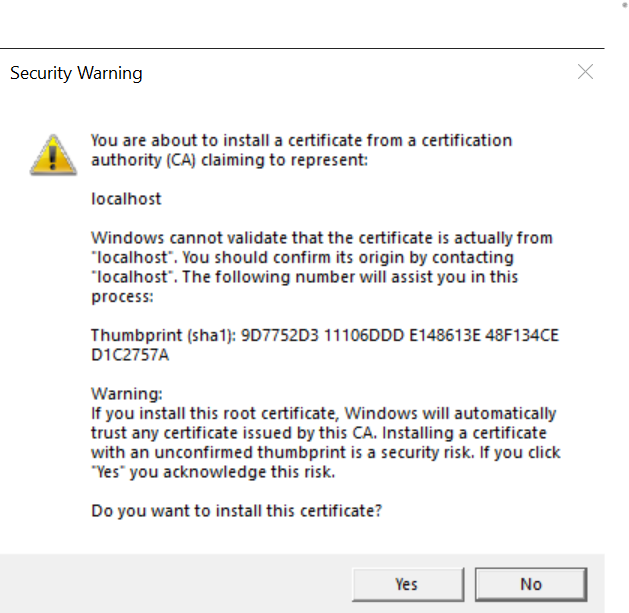 Security Warning
You are about to install a certificate from a certification
authority (CA) claiming to represent:
localhost
Windows cannot validate that the certificate is actually from
"localhost". You should confirm its origin by contacting
"localhost". The following number will assist you in this
process:
Thumbprint (sha1): 9D7752D3 11106DDD E148613E 48F134CE
D1C2757A
Warning:
If you install this root certificate, Windows will automatically
trust any certificate issued by this CA. Installing a certificate
with an unconfirmed thumbprint is a security risk. If you click
"Yes" you acknowledge this risk.
Do you want to install this certificate?
Yes
No